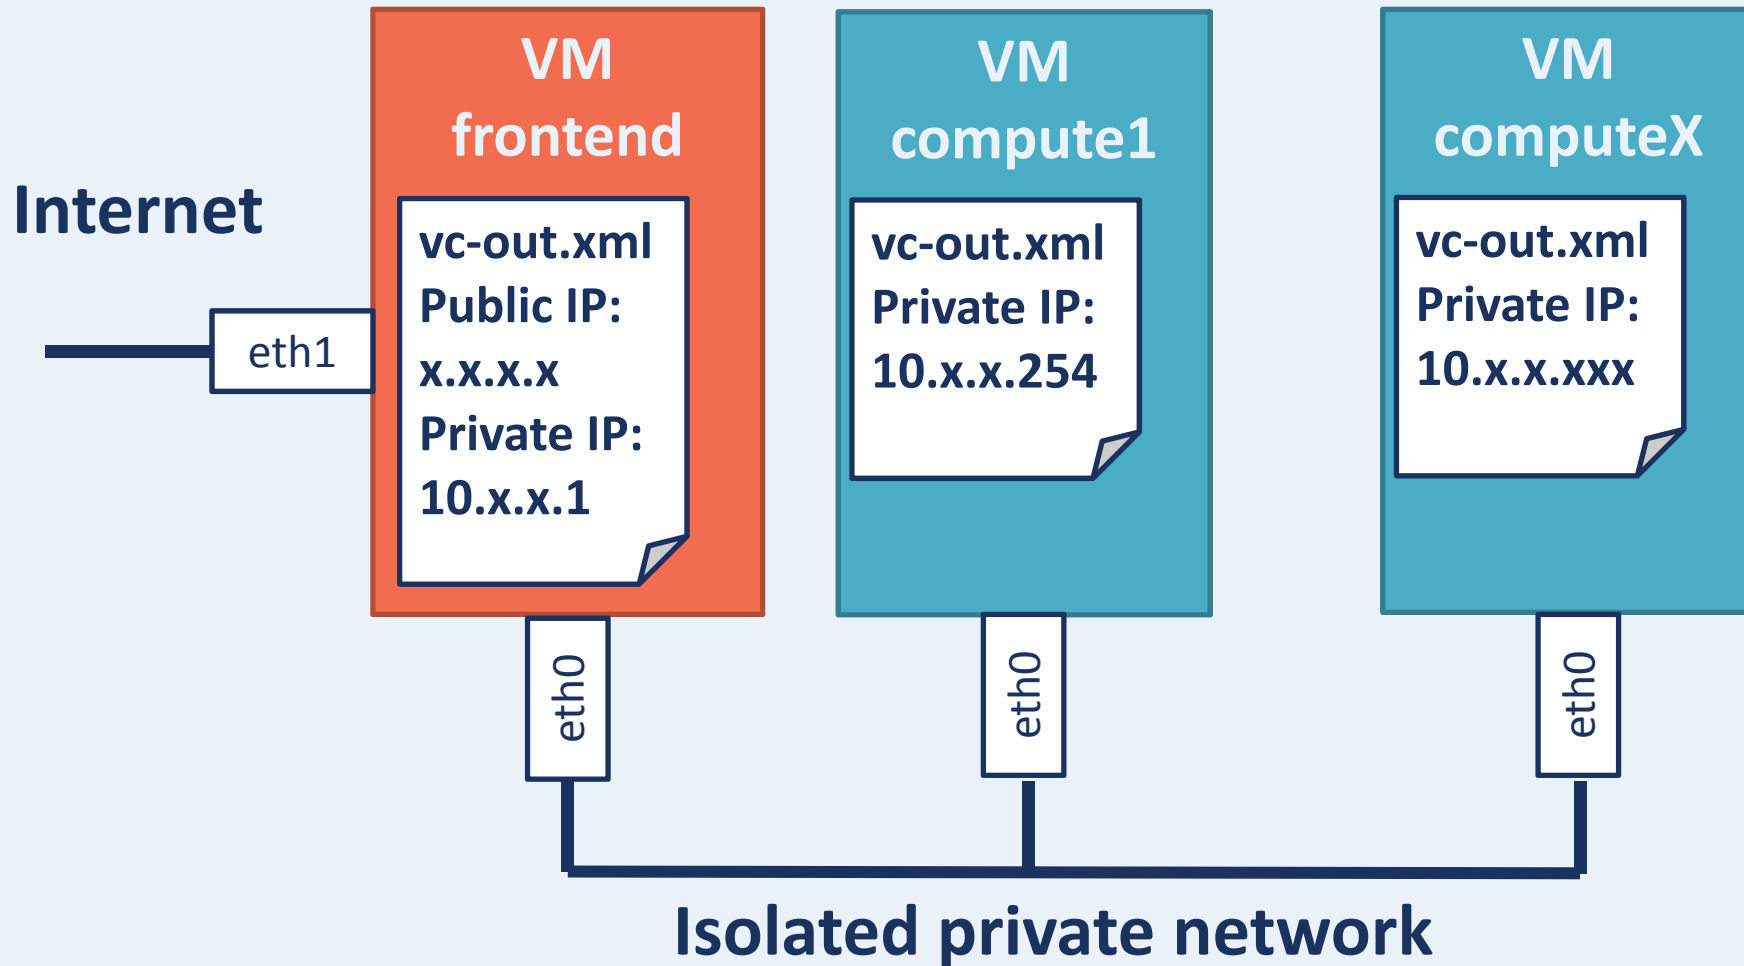 Internet
eth1
VM
frontend
vc-out.xml
Public IP:
x.x.x.x
Private IP:
10.x.x.1
eth0
VM
compute1
vc-out.xml
Private IP:
10.x.x.254
eth0
VM
computeX
vc-out.xml
Private IP:
10.x.x.xxx
eth0
Isolated private network